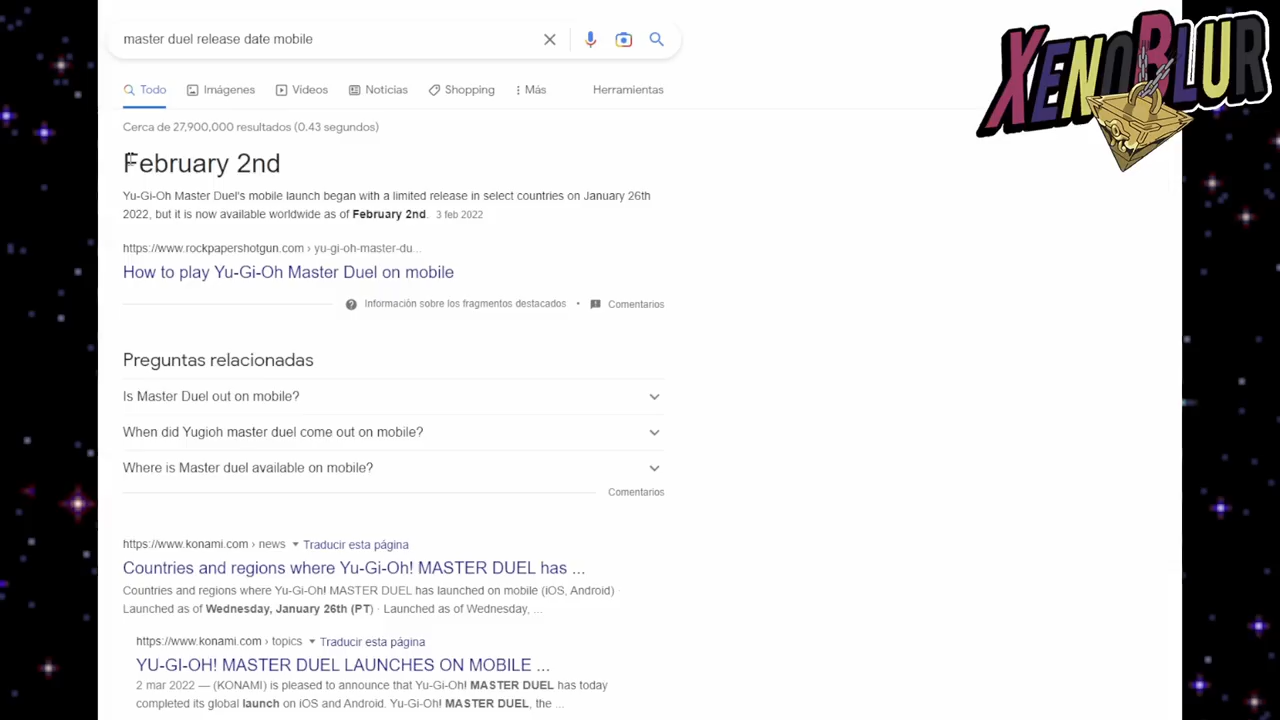 master duel release date mobile
XENOBLUR
Todo
Imágenes
Videos
Noticias
Shopping
Más
Herramientas
Cerca de 27,900,000 resultados (0.43 segundos)
February 2nd
Yu-Gi-Oh Master Duel's mobile launch began with a limited release in select countries on January 26th
2022, but it is now available worldwide as of February 2nd. 3 feb 2022
https://www.rockpapershotgun.com › yu-gi-oh-master-du...
How to play Yu-Gi-Oh Master Duel on mobile
Información sobre los fragmentos destacados • Comentarios
Preguntas relacionadas
Is Master Duel out on mobile?
When did Yugioh master duel come out on mobile?
Where is Master duel available on mobile?
Comentarios
https://www.konami.com › news Traducir esta página
Countries and regions where Yu-Gi-Oh! MASTER DUEL has ...
Countries and regions where Yu-Gi-Oh! MASTER DUEL has launched on mobile (iOS, Android) ·
Launched as of Wednesday, January 26th (PT) · Launched as of Wednesday, ...
https://www.konami.com › topics Traducir esta página
YU-GI-OH! MASTER DUEL LAUNCHES ON MOBILE ...
2 mar 2022 — (KONAMI) is pleased to announce that Yu-Gi-Oh! MASTER DUEL has today
completed its global launch on iOS and Android. Yu-Gi-Oh! MASTER DUEL, the ...